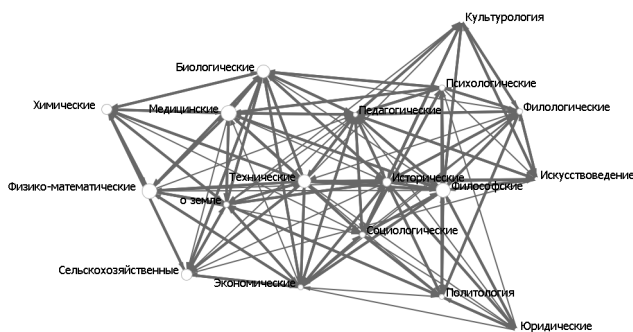 Культурология
Биологические
Психологические
Химические
Медицинские
Педагогические
Филологические
Технические
Исторические
Искусствоведение
Физико-математические
Философские
о земле
Социологические
Сельскохозяйственные
Экономические
Политология
Юридические